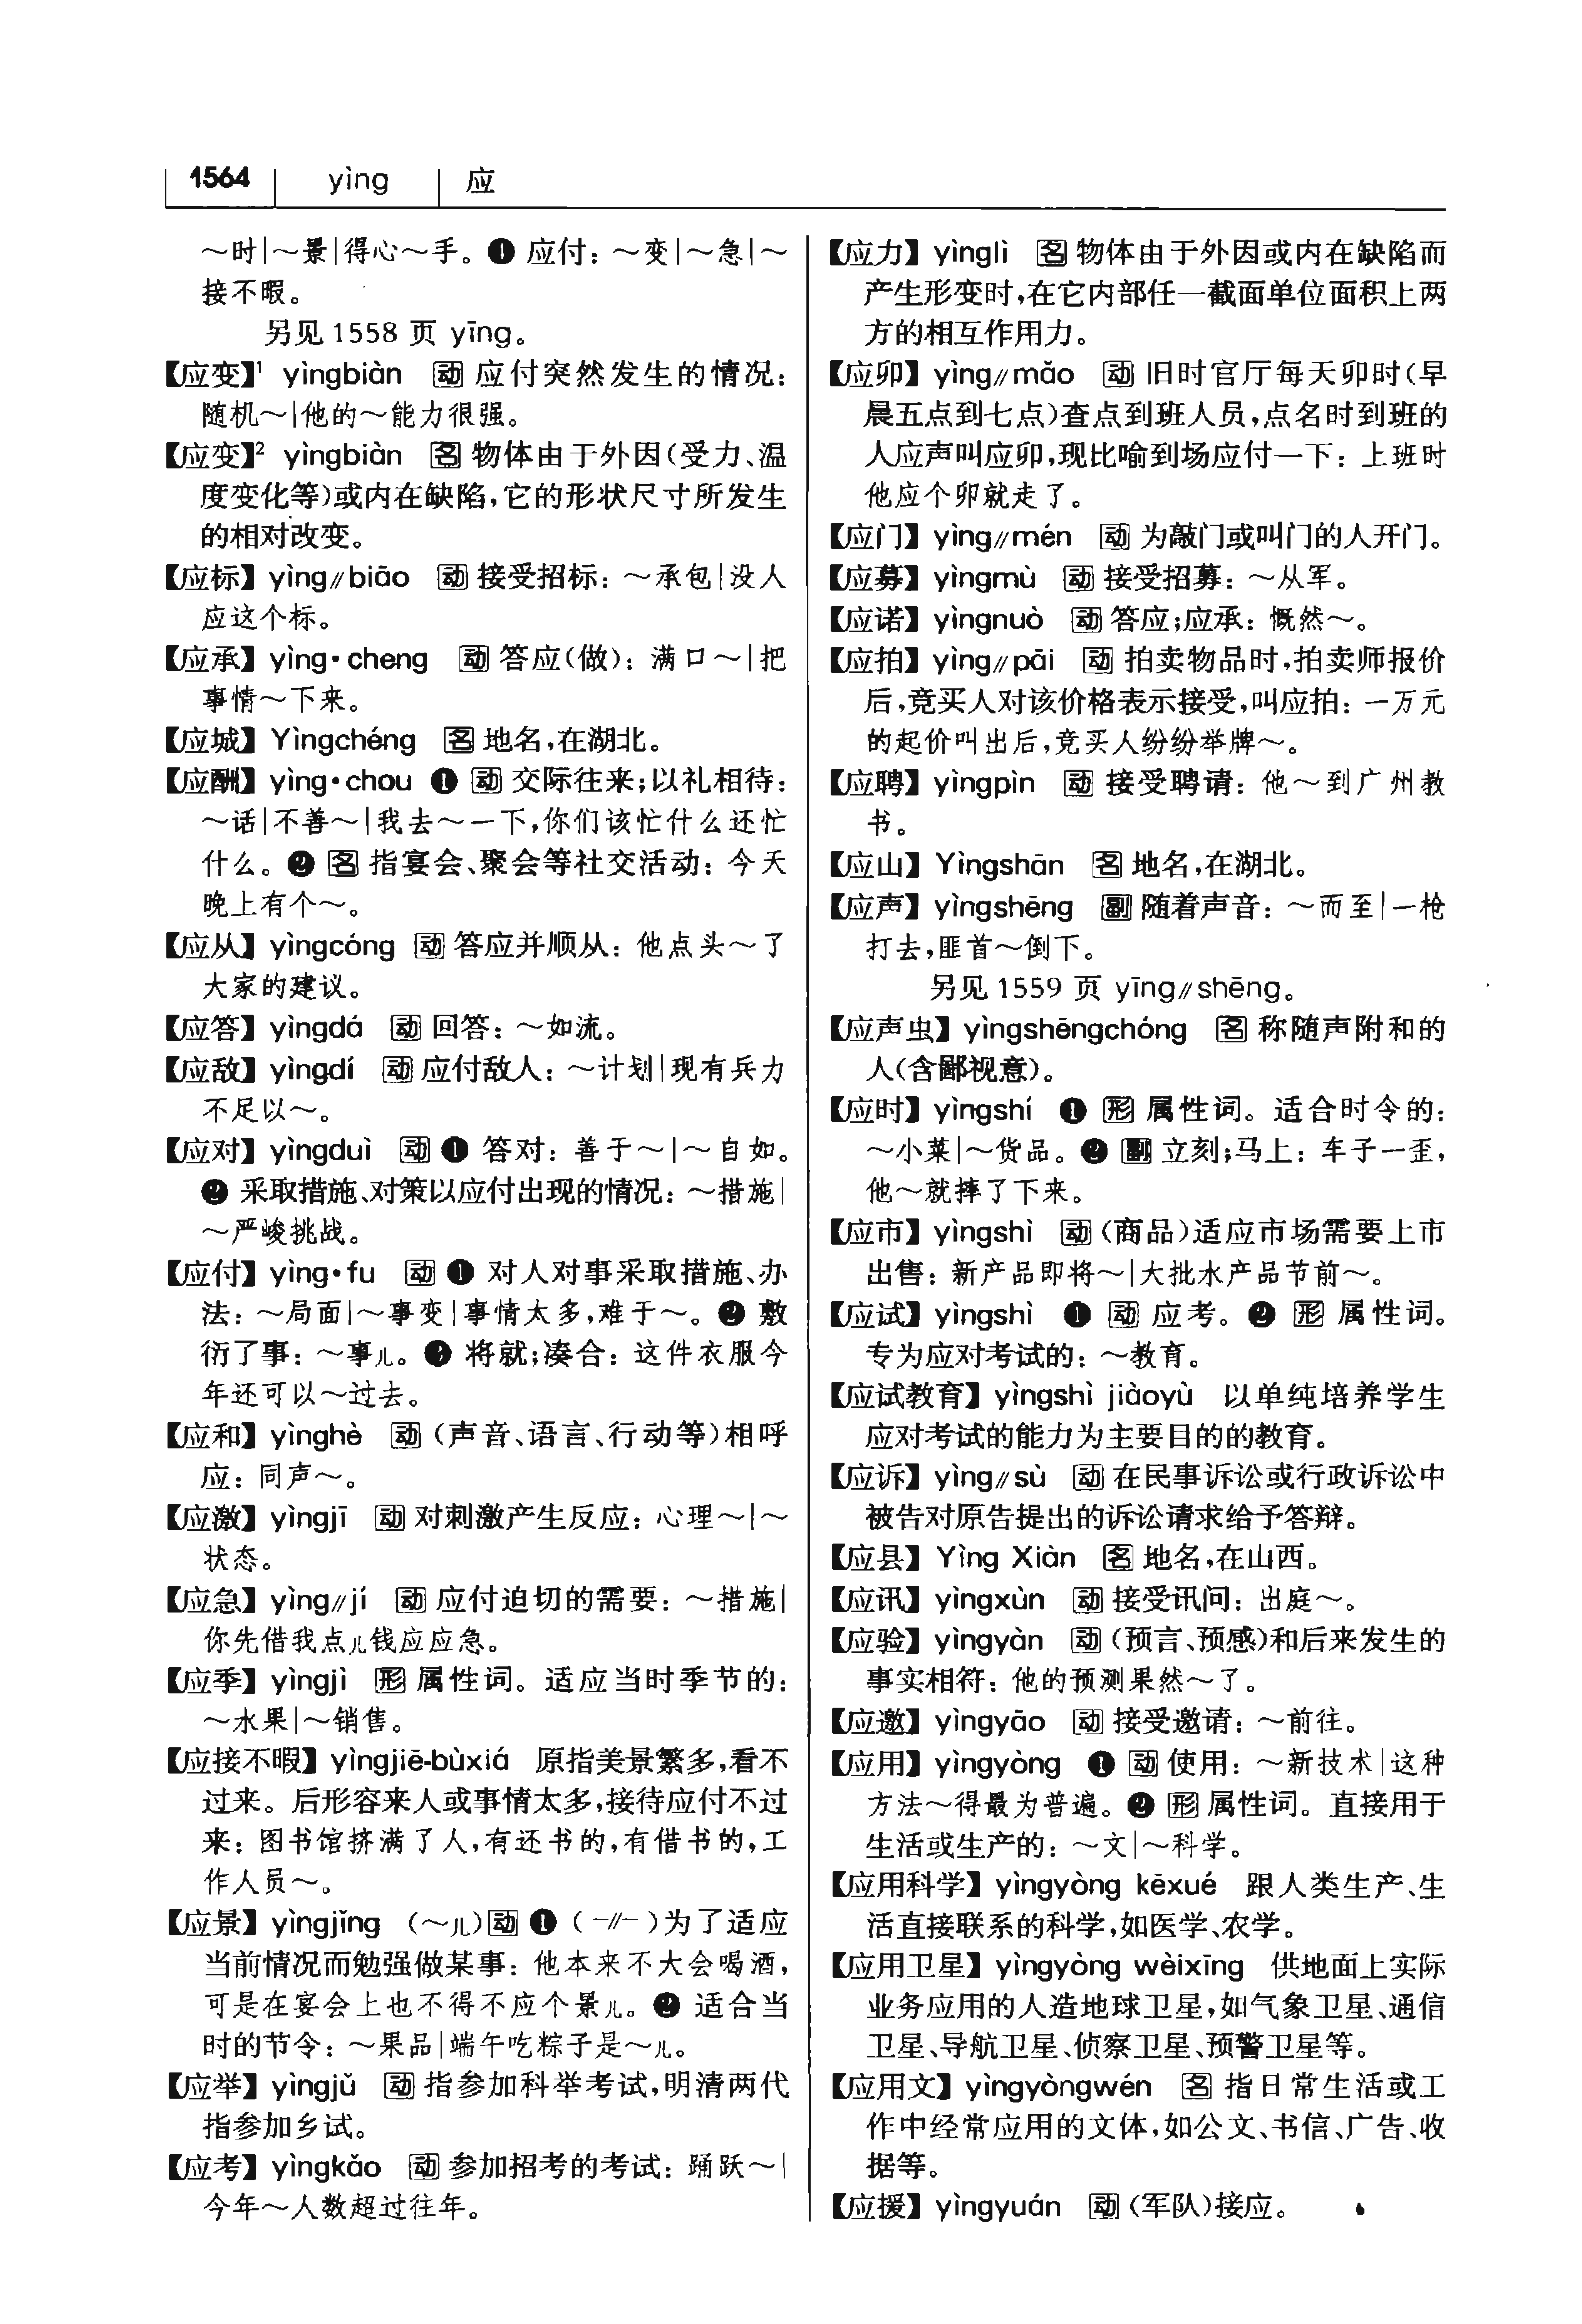 1564 yìng 应
～时|～景|得心～手。❹ 应付：～变|～急|～
接不暇。
另见 1558 页 yīng。
【应变】¹ yìngbiàn 动 应付突然发生的情况：
随机～|他的～能力很强。
【应变】² yìngbiàn 名 物体由于外因(受力、温
度变化等)或内在缺陷,它的形状尺寸所发生
的相对改变。
【应标】 yìng//biāo 动 接受招标：～承包|没人
应这个标。
【应承】 yìng·cheng 动 答应(做)：满口～|把
事情～下来。
【应城】 Yìngchéng 名 地名,在湖北。
【应酬】 yìng·chou ❶ 动 交际往来;以礼相待：
～话|不善～|我去～一下,你们该忙什么还忙
什么。❷ 名 指宴会、聚会等社交活动：今天
晚上有个～。
【应从】 yìngcóng 动 答应并顺从：他点头～了
大家的建议。
【应答】 yìngdá 动 回答：～如流。
【应敌】 yìngdí 动 应付敌人：～计划|现有兵力
不足以～。
【应对】 yìngduì 动 ❶ 答对：善于～|～自如。
❷ 采取措施、对策以应付出现的情况：～措施|
～严峻挑战。
【应付】 yìng·fu 动 ❶ 对人对事采取措施、办
法：～局面|～事变|事情太多,难于～。❷ 敷
衍了事：～事儿。❸ 将就;凑合：这件衣服今
年还可以～过去。
【应和】 yìnghè 动 (声音、语言、行动等)相呼
应：同声～。
【应激】 yìngjī 动 对刺激产生反应：心理～|～
状态。
【应急】 yìng//jí 动 应付迫切的需要：～措施|
你先借我点儿钱应应急。
【应季】 yìngjì 形 属性词。适应当时季节的：
～水果|～销售。
【应接不暇】 yìngjiē-bùxiá 原指美景繁多,看不
过来。后形容来人或事情太多,接待应付不过
来：图书馆挤满了人,有还书的,有借书的,工
作人员～。
【应景】 yìngjǐng (～儿)动 ❶ (-//-)为了适应
当前情况而勉强做某事：他本来不大会喝酒,
可是在宴会上也不得不应个景儿。❷ 适合当
时的节令：～果品|端午吃粽子是～儿。
【应举】 yìngjǔ 动 指参加科举考试,明清两代
指参加乡试。
【应考】 yìngkǎo 动 参加招考的考试：踊跃～|
今年～人数超过往年。
【应力】 yìnglì 名 物体由于外因或内在缺陷而
产生形变时,在它内部任一截面单位面积上两
方的相互作用力。
【应卯】 yìng//mǎo 动 旧时官厅每天卯时(早
晨五点到七点)查点到班人员,点名时到班的
人应声叫应卯,现比喻到场应付一下：上班时
他应个卯就走了。
【应门】 yìng//mén 动 为敲门或叫门的人开门。
【应募】 yìngmù 动 接受招募：～从军。
【应诺】 yìngnuò 动 答应;应承：慨然～。
【应拍】 yìng//pāi 动 拍卖物品时,拍卖师报价
后,竞买人对该价格表示接受,叫应拍：一万元
的起价叫出后,竞买人纷纷举牌～。
【应聘】 yìngpìn 动 接受聘请：他～到广州教
书。
【应山】 Yìngshān 名 地名,在湖北。
【应声】 yìngshēng 副 随着声音：～而至|一枪
打去,匪首～倒下。
另见 1559 页 yīng//shēng。
【应声虫】 yìngshēngchóng 名 称随声附和的
人(含鄙视意)。
【应时】 yìngshí ❶ 形 属性词。适合时令的：
～小菜|～货品。❷ 副 立刻;马上：车子一歪,
他～就摔了下来。
【应市】 yìngshì 动 (商品)适应市场需要上市
出售：新产品即将～|大批水产品节前～。
【应试】 yìngshì ❶ 动 应考。❷ 形 属性词。
专为应对考试的：～教育。
【应试教育】 yìngshì jiàoyù 以单纯培养学生
应对考试的能力为主要目的的教育。
【应诉】 yìng//sù 动 在民事诉讼或行政诉讼中
被告对原告提出的诉讼请求给予答辩。
【应县】 Yìng Xiàn 名 地名,在山西。
【应讯】 yìngxùn 动 接受讯问：出庭～。
【应验】 yìngyàn 动 (预言、预感)和后来发生的
事实相符：他的预测果然～了。
【应邀】 yìngyāo 动 接受邀请：～前往。
【应用】 yìngyòng ❶ 动 使用：～新技术|这种
方法～得最为普遍。❷ 形 属性词。直接用于
生活或生产的：～文|～科学。
【应用科学】 yìngyòng kēxué 跟人类生产、生
活直接联系的科学,如医学、农学。
【应用卫星】 yìngyòng wèixīng 供地面上实际
业务应用的人造地球卫星,如气象卫星、通信
卫星、导航卫星、侦察卫星、预警卫星等。
【应用文】 yìngyòngwén 名 指日常生活或工
作中经常应用的文体,如公文、书信、广告、收
据等。
【应援】 yìngyuán 动 (军队)接应。